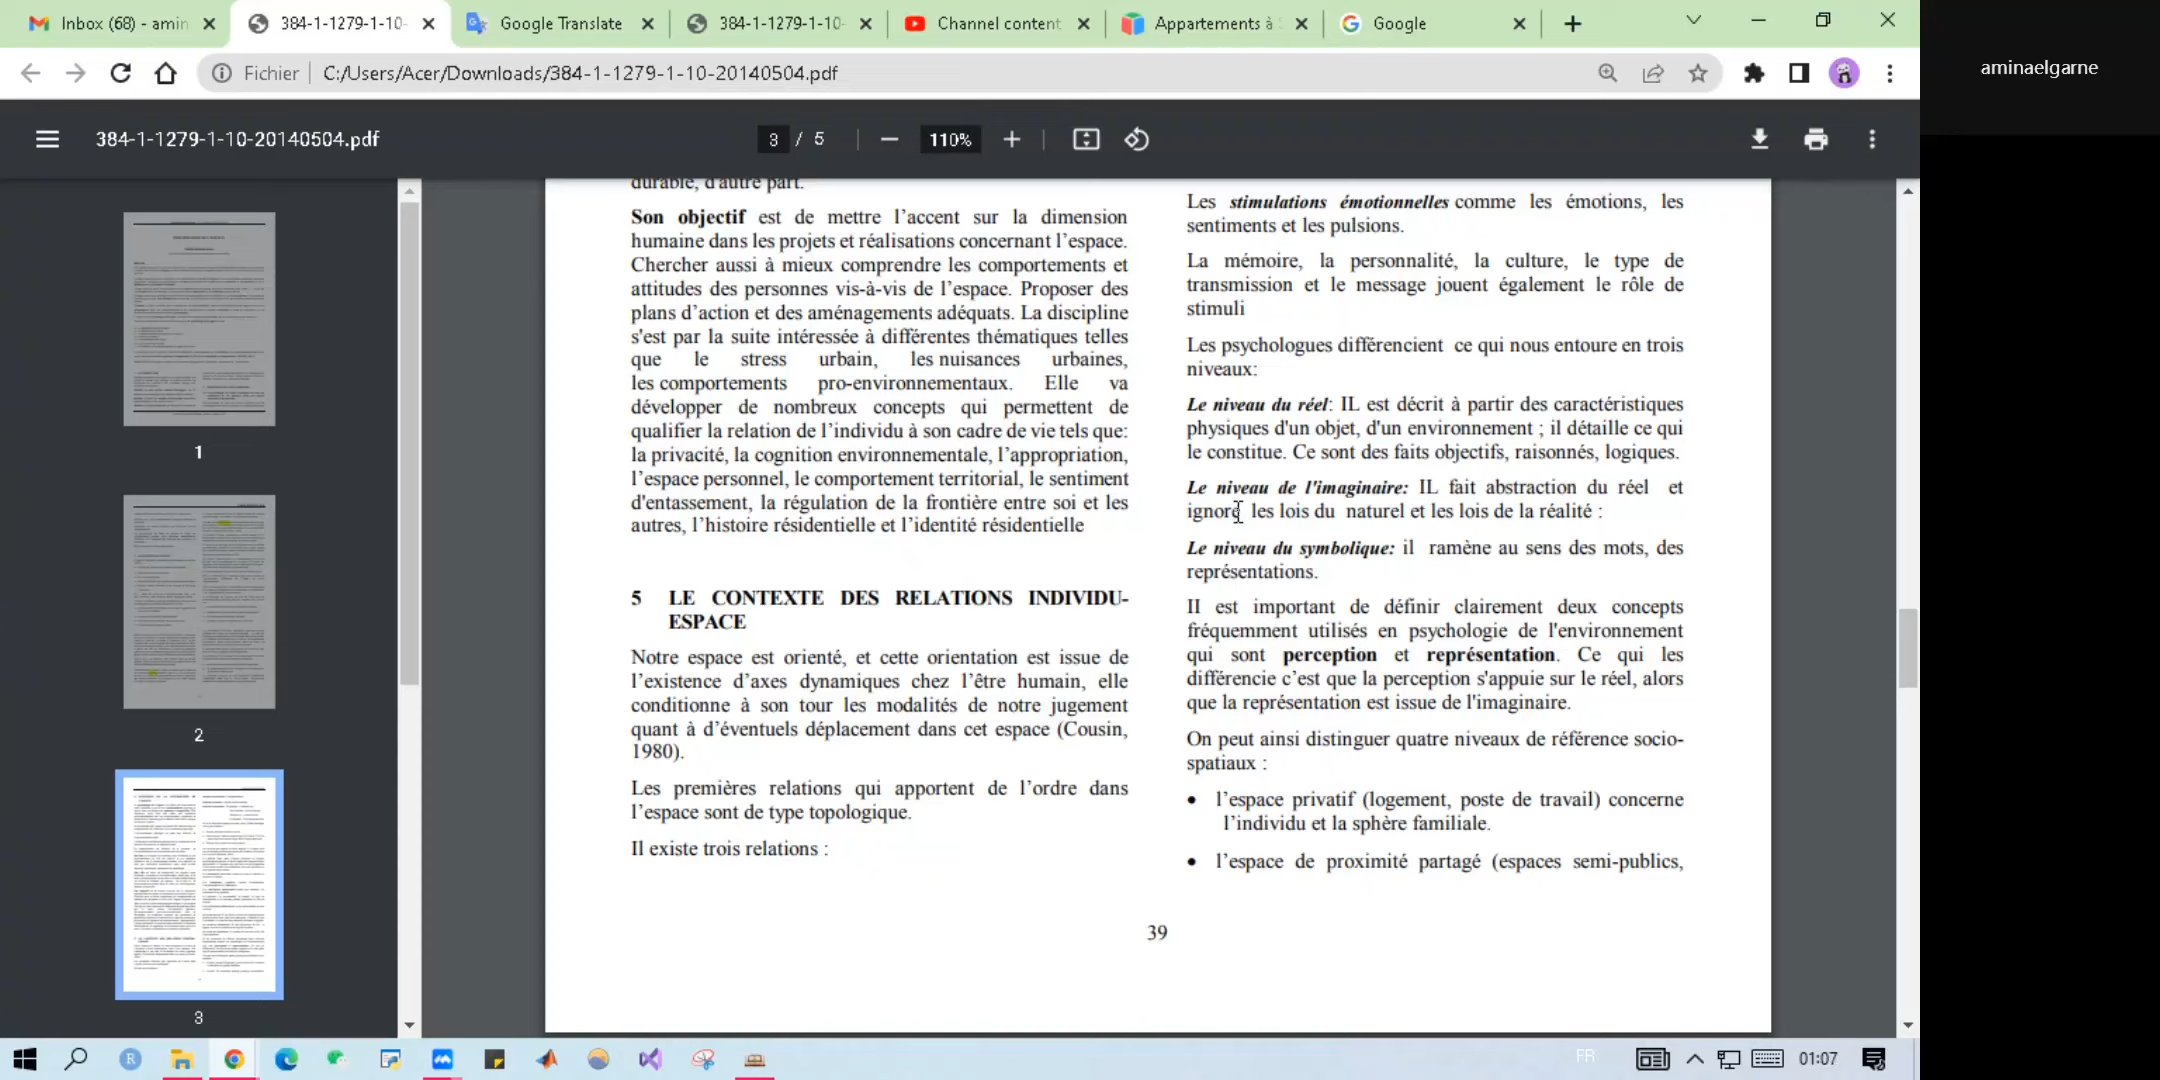 Inbox (68) - amin
384-1-1279-1-10-
Google Translate
384-1-1279-1-10-
Channel content
Appartements à
Google
Fichier
C:/Users/Acer/Downloads/384-1-1279-1-10-20140504.pdf
aminaelgarne
384-1-1279-1-10-20140504.pdf
3 / 5
110%
1
2
3
durable, d'autre part.
Son objectif est de mettre l'accent sur la dimension
humaine dans les projets et réalisations concernant l'espace.
Chercher aussi à mieux comprendre les comportements et
attitudes des personnes vis-à-vis de l'espace. Proposer des
plans d'action et des aménagements adéquats. La discipline
s'est par la suite intéressée à différentes thématiques telles
que le stress urbain, les nuisances urbaines,
les comportements pro-environnementaux. Elle va
développer de nombreux concepts qui permettent de
qualifier la relation de l'individu à son cadre de vie tels que:
la privacité, la cognition environnementale, l'appropriation,
l'espace personnel, le comportement territorial, le sentiment
d'entassement, la régulation de la frontière entre soi et les
autres, l'histoire résidentielle et l'identité résidentielle
5 LE CONTEXTE DES RELATIONS INDIVIDU-
ESPACE
Notre espace est orienté, et cette orientation est issue de
l'existence d'axes dynamiques chez l'être humain, elle
conditionne à son tour les modalités de notre jugement
quant à d'éventuels déplacement dans cet espace (Cousin,
1980).
Les premières relations qui apportent de l'ordre dans
l'espace sont de type topologique.
Il existe trois relations :
Les stimulations émotionnelles comme les émotions, les
sentiments et les pulsions.
La mémoire, la personnalité, la culture, le type de
transmission et le message jouent également le rôle de
stimuli
Les psychologues différencient ce qui nous entoure en trois
niveaux:
Le niveau du réel: IL est décrit à partir des caractéristiques
physiques d'un objet, d'un environnement ; il détaille ce qui
le constitue. Ce sont des faits objectifs, raisonnés, logiques.
Le niveau de l'imaginaire: IL fait abstraction du réel et
ignore les lois du naturel et les lois de la réalité :
Le niveau du symbolique: il ramène au sens des mots, des
représentations.
II est important de définir clairement deux concepts
fréquemment utilisés en psychologie de l'environnement
qui sont perception et représentation. Ce qui les
différencie c'est que la perception s'appuie sur le réel, alors
que la représentation est issue de l'imaginaire.
On peut ainsi distinguer quatre niveaux de référence socio-
spatiaux :
• l'espace privatif (logement, poste de travail) concerne
l'individu et la sphère familiale.
• l'espace de proximité partagé (espaces semi-publics,
39
FR
01:07